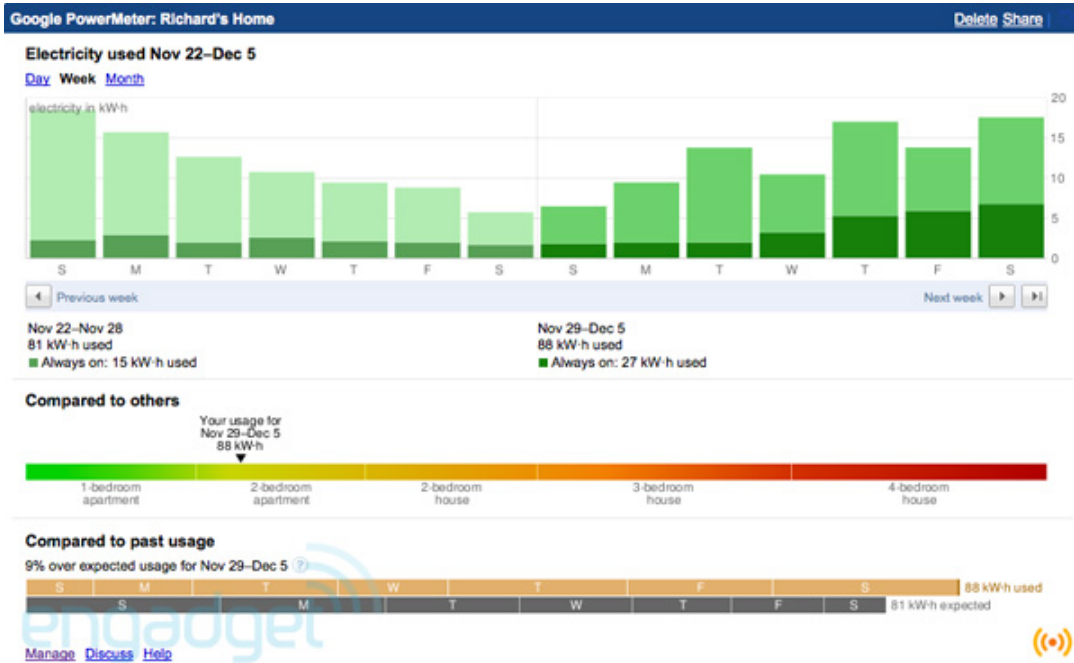 Google PowerMeter: Richard's Home
Delete Share
Electricity used Nov 22–Dec 5
Day Week Month
electricity in kW·h
20
15
10
5
0
S M T W T F S S M T W T F S
Previous week
Next week
Nov 22–Nov 28
81 kW·h used
Always on: 15 kW·h used
Nov 29–Dec 5
88 kW·h used
Always on: 27 kW·h used
Compared to others
Your usage for
Nov 29–Dec 5
88 kW·h
1-bedroom
apartment
2-bedroom
apartment
2-bedroom
house
3-bedroom
house
4-bedroom
house
Compared to past usage
9% over expected usage for Nov 29–Dec 5 ?
S M T W T F S 88 kW·h used
S M T W T F S 81 kW·h expected
engadget
Manage Discuss Help